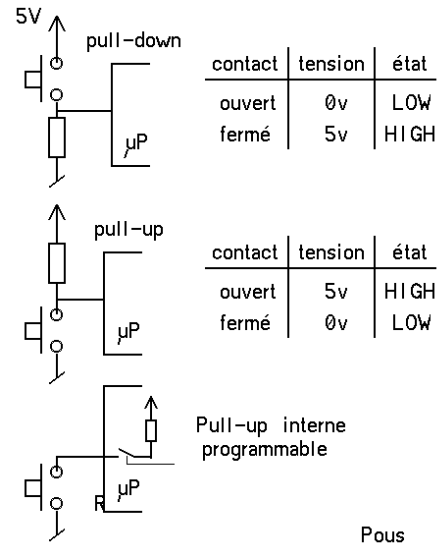 5V
pull-down
contact tension état
ouvert 0v LOW
fermé 5v HIGH
µP
pull-up
contact tension état
ouvert 5v HIGH
fermé 0v LOW
µP
Pull-up interne
programmable
R
µP
Pous